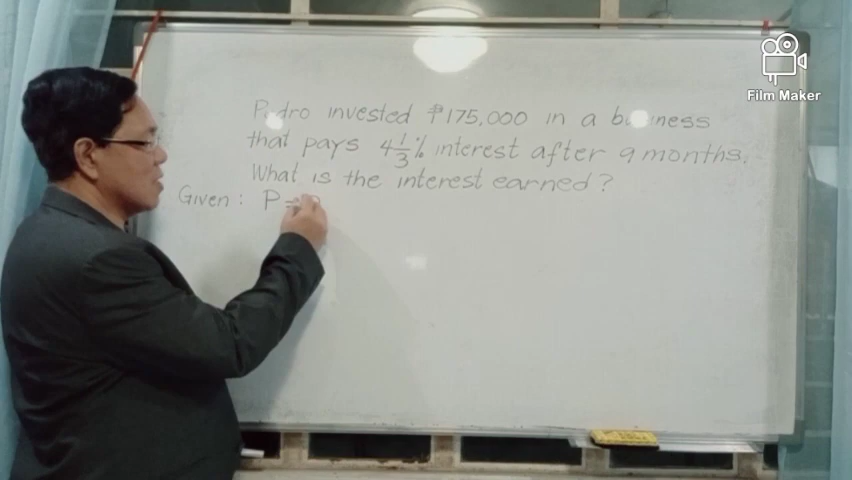 Pedro invested ₱175,000 in a business
that pays 4 1/3 % interest after 9 months.
What is the interest earned?
Given: P=
Film Maker